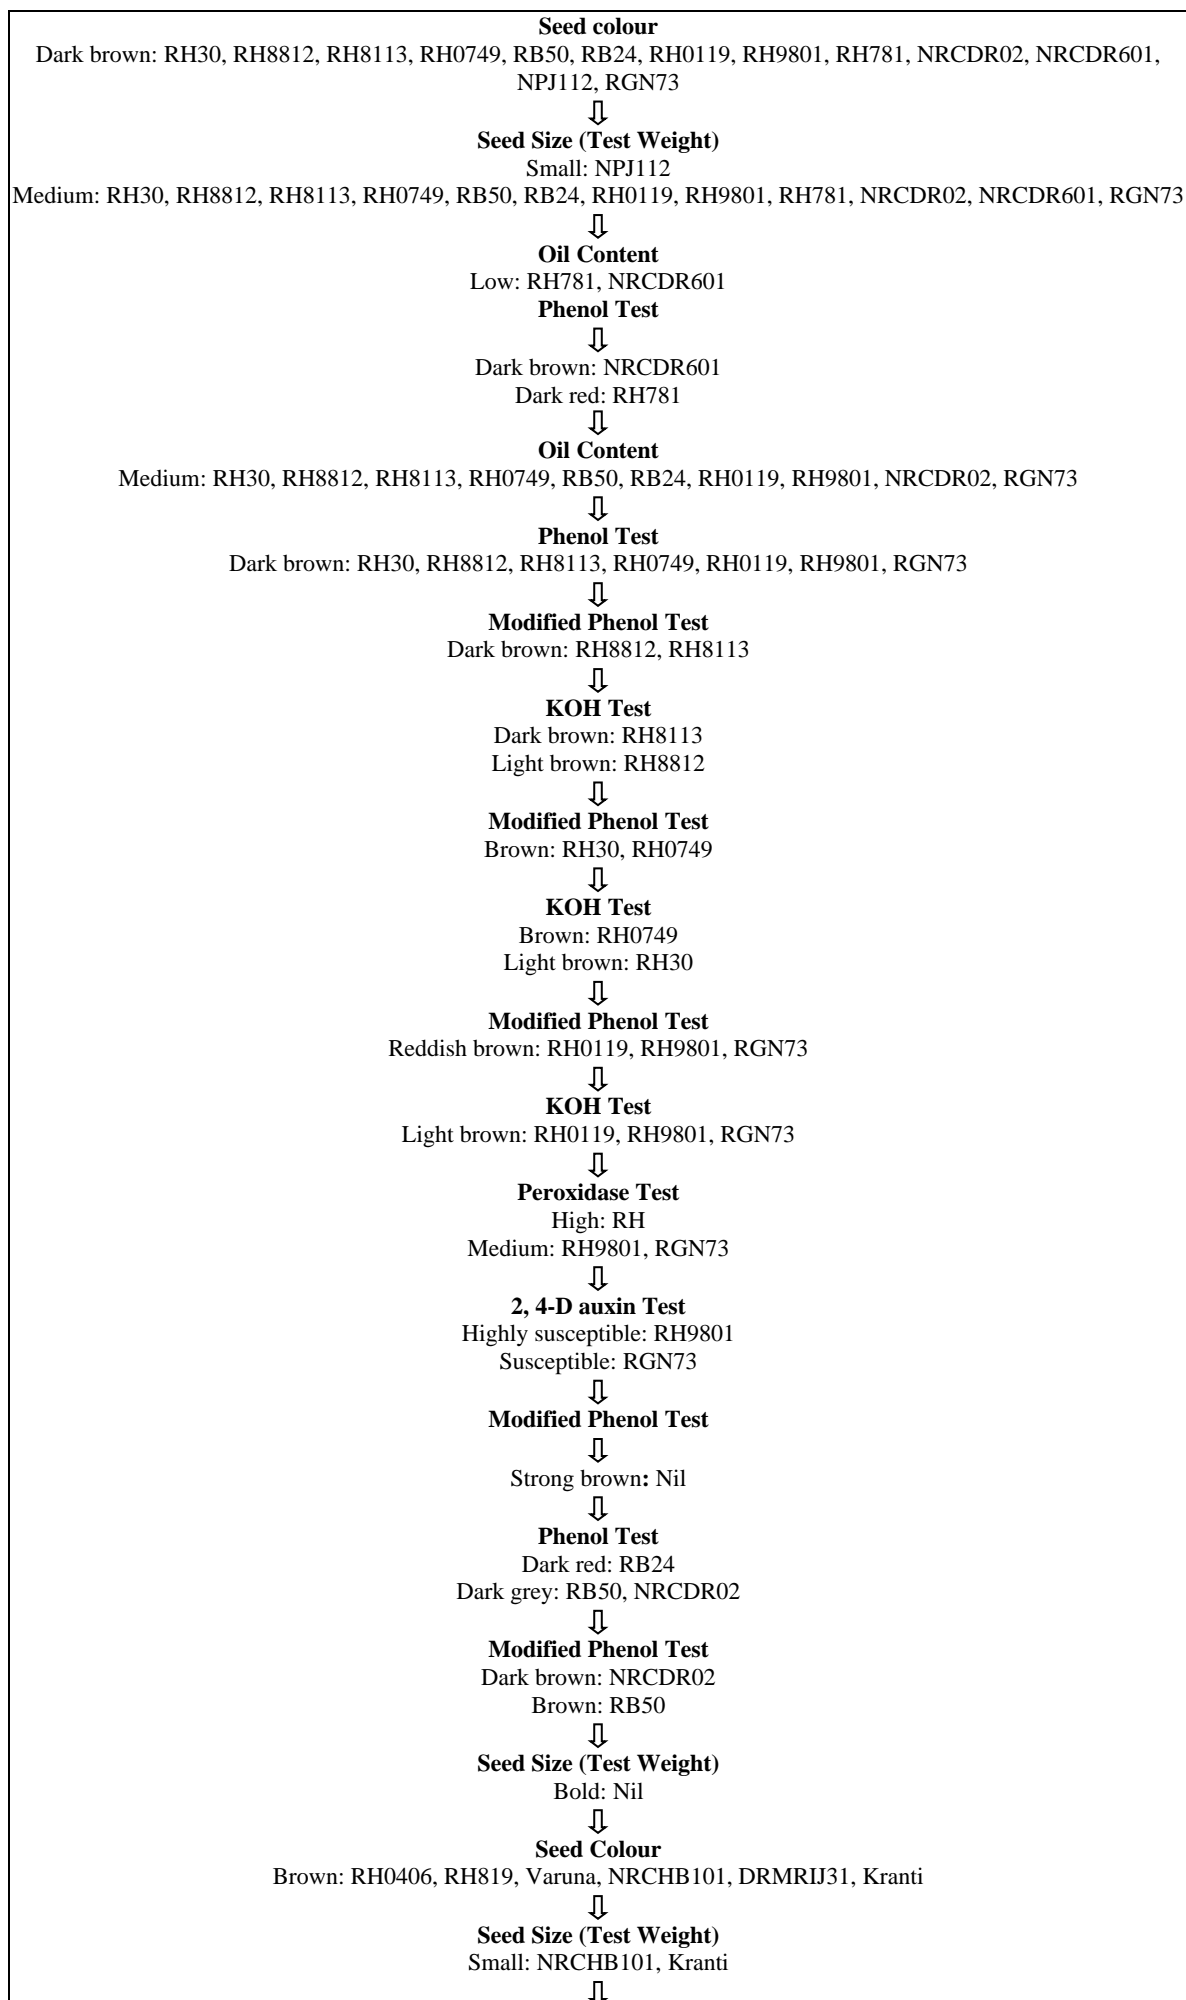 Seed colour
Dark brown: RH30, RH8812, RH8113, RH0749, RB50, RB24, RH0119, RH9801, RH781, NRCDR02, NRCDR601,
NPJ112, RGN73
⇩
Seed Size (Test Weight)
Small: NPJ112
Medium: RH30, RH8812, RH8113, RH0749, RB50, RB24, RH0119, RH9801, RH781, NRCDR02, NRCDR601, RGN73
⇩
Oil Content
Low: RH781, NRCDR601
Phenol Test
⇩
Dark brown: NRCDR601
Dark red: RH781
⇩
Oil Content
Medium: RH30, RH8812, RH8113, RH0749, RB50, RB24, RH0119, RH9801, NRCDR02, RGN73
⇩
Phenol Test
Dark brown: RH30, RH8812, RH8113, RH0749, RH0119, RH9801, RGN73
⇩
Modified Phenol Test
Dark brown: RH8812, RH8113
⇩
KOH Test
Dark brown: RH8113
Light brown: RH8812
⇩
Modified Phenol Test
Brown: RH30, RH0749
⇩
KOH Test
Brown: RH0749
Light brown: RH30
⇩
Modified Phenol Test
Reddish brown: RH0119, RH9801, RGN73
⇩
KOH Test
Light brown: RH0119, RH9801, RGN73
⇩
Peroxidase Test
High: RH
Medium: RH9801, RGN73
⇩
2, 4-D auxin Test
Highly susceptible: RH9801
Susceptible: RGN73
⇩
Modified Phenol Test
⇩
Strong brown: Nil
⇩
Phenol Test
Dark red: RB24
Dark grey: RB50, NRCDR02
⇩
Modified Phenol Test
Dark brown: NRCDR02
Brown: RB50
⇩
Seed Size (Test Weight)
Bold: Nil
⇩
Seed Colour
Brown: RH0406, RH819, Varuna, NRCHB101, DRMRIJ31, Kranti
⇩
Seed Size (Test Weight)
Small: NRCHB101, Kranti
⇩